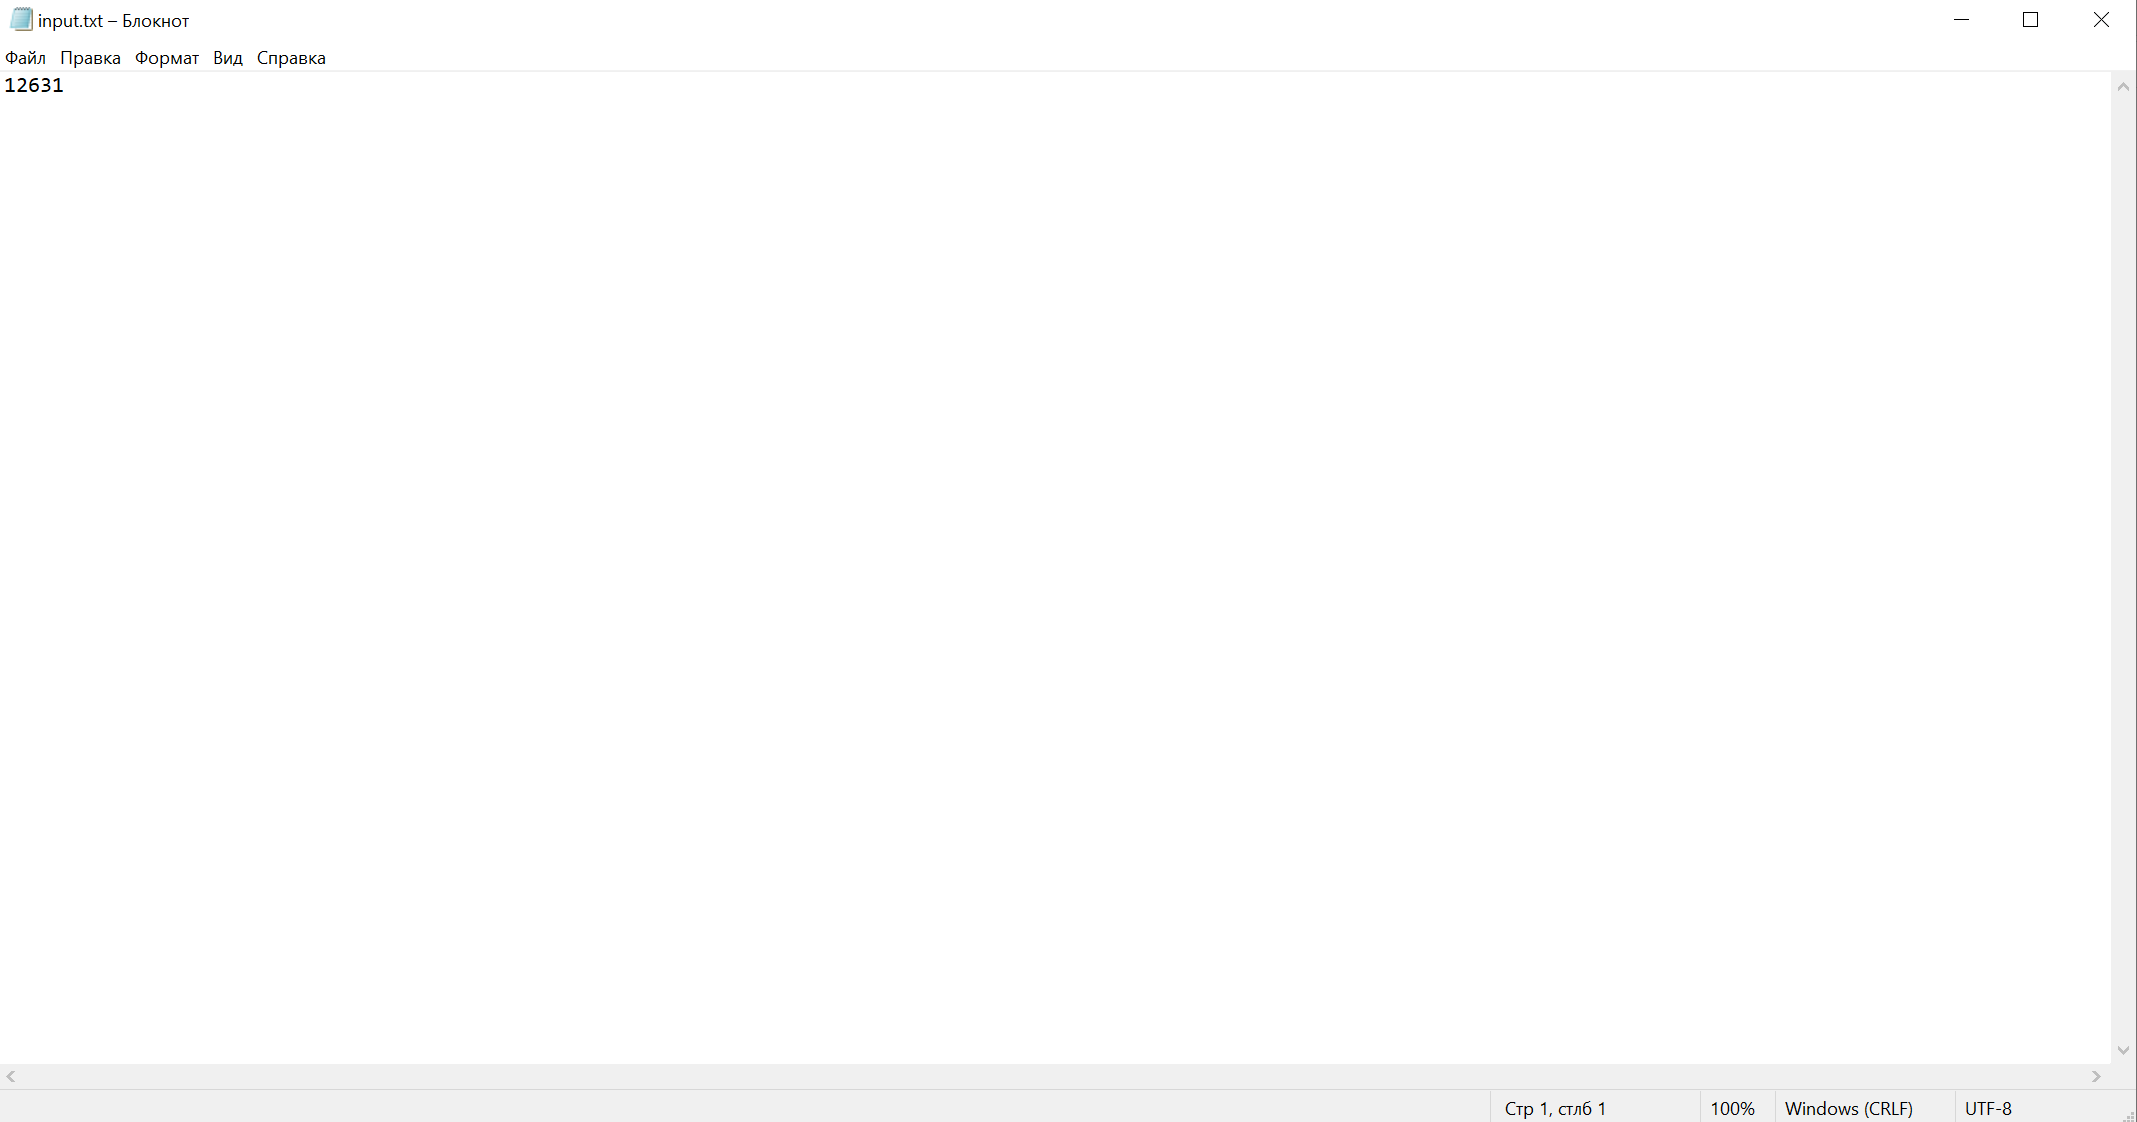 input.txt – Блокнот
Файл Правка Формат Вид Справка
12631
Стр 1, стлб 1 100% Windows (CRLF) UTF-8